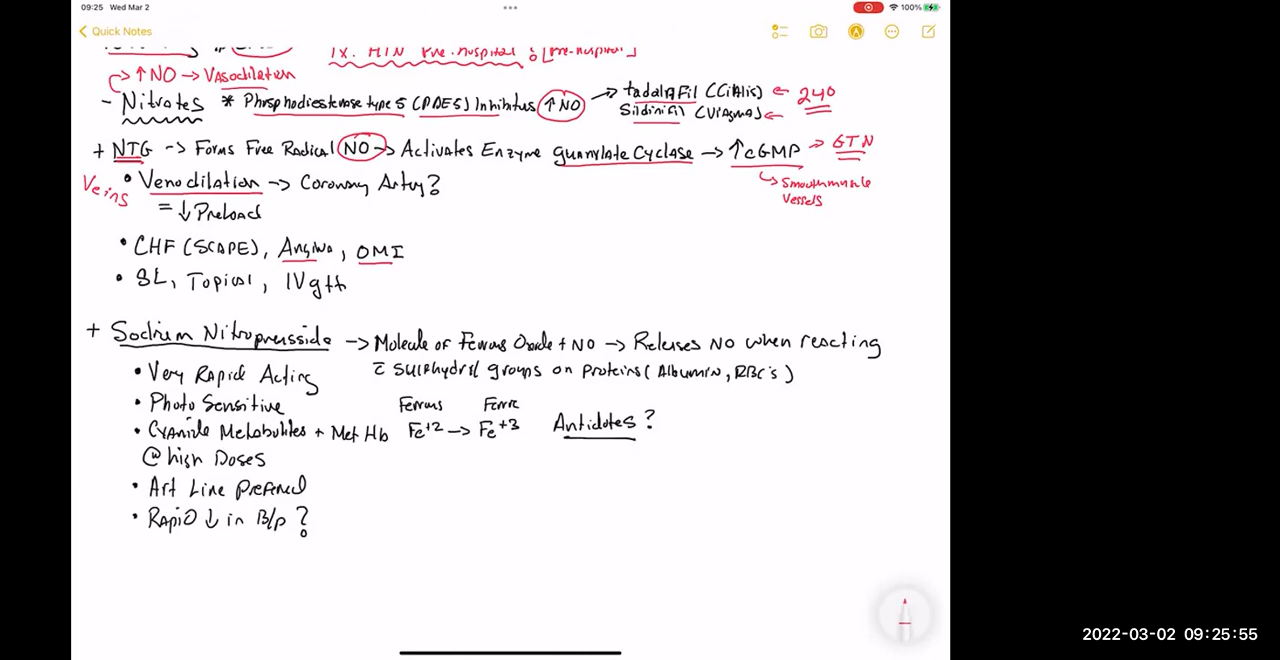 09:25 Wed Mar 2
100%
Quick Notes
Tx. HTN Pre-hospital [Pre-hospital]
↑NO → Vasodilation
- Nitrates * Phosphodiesterase type 5 (PDE5) Inhibitors ↑NO → tadalafil (Cialis) ← 240
Sildinifil (Viagra) ←
+ NTG → Forms Free Radical NO → Activates Enzyme guanylate Cyclase → ↑cGMP → GTN
Veins
• Venodilation → Coronary Artery?
Smooth muscle
Vessels
= ↓Preload
• CHF (SCAPE), Angina, OMI
• SL, Topical, IV gtt
+ Sodium Nitroprusside → Molecule of Ferrous Oxide + NO → Releases NO when reacting
c̄ sulphydril groups on Proteins (Albumin, RBC's)
• Very Rapid Acting
• Photo Sensitive
Ferrous Ferric
• Cyanide Metabolites + Met Hb Fe+2 → Fe+3 Antidotes?
@ high Doses
• Art Line Prefered
• Rapid ↓ in B/p ?
2022-03-02 09:25:55